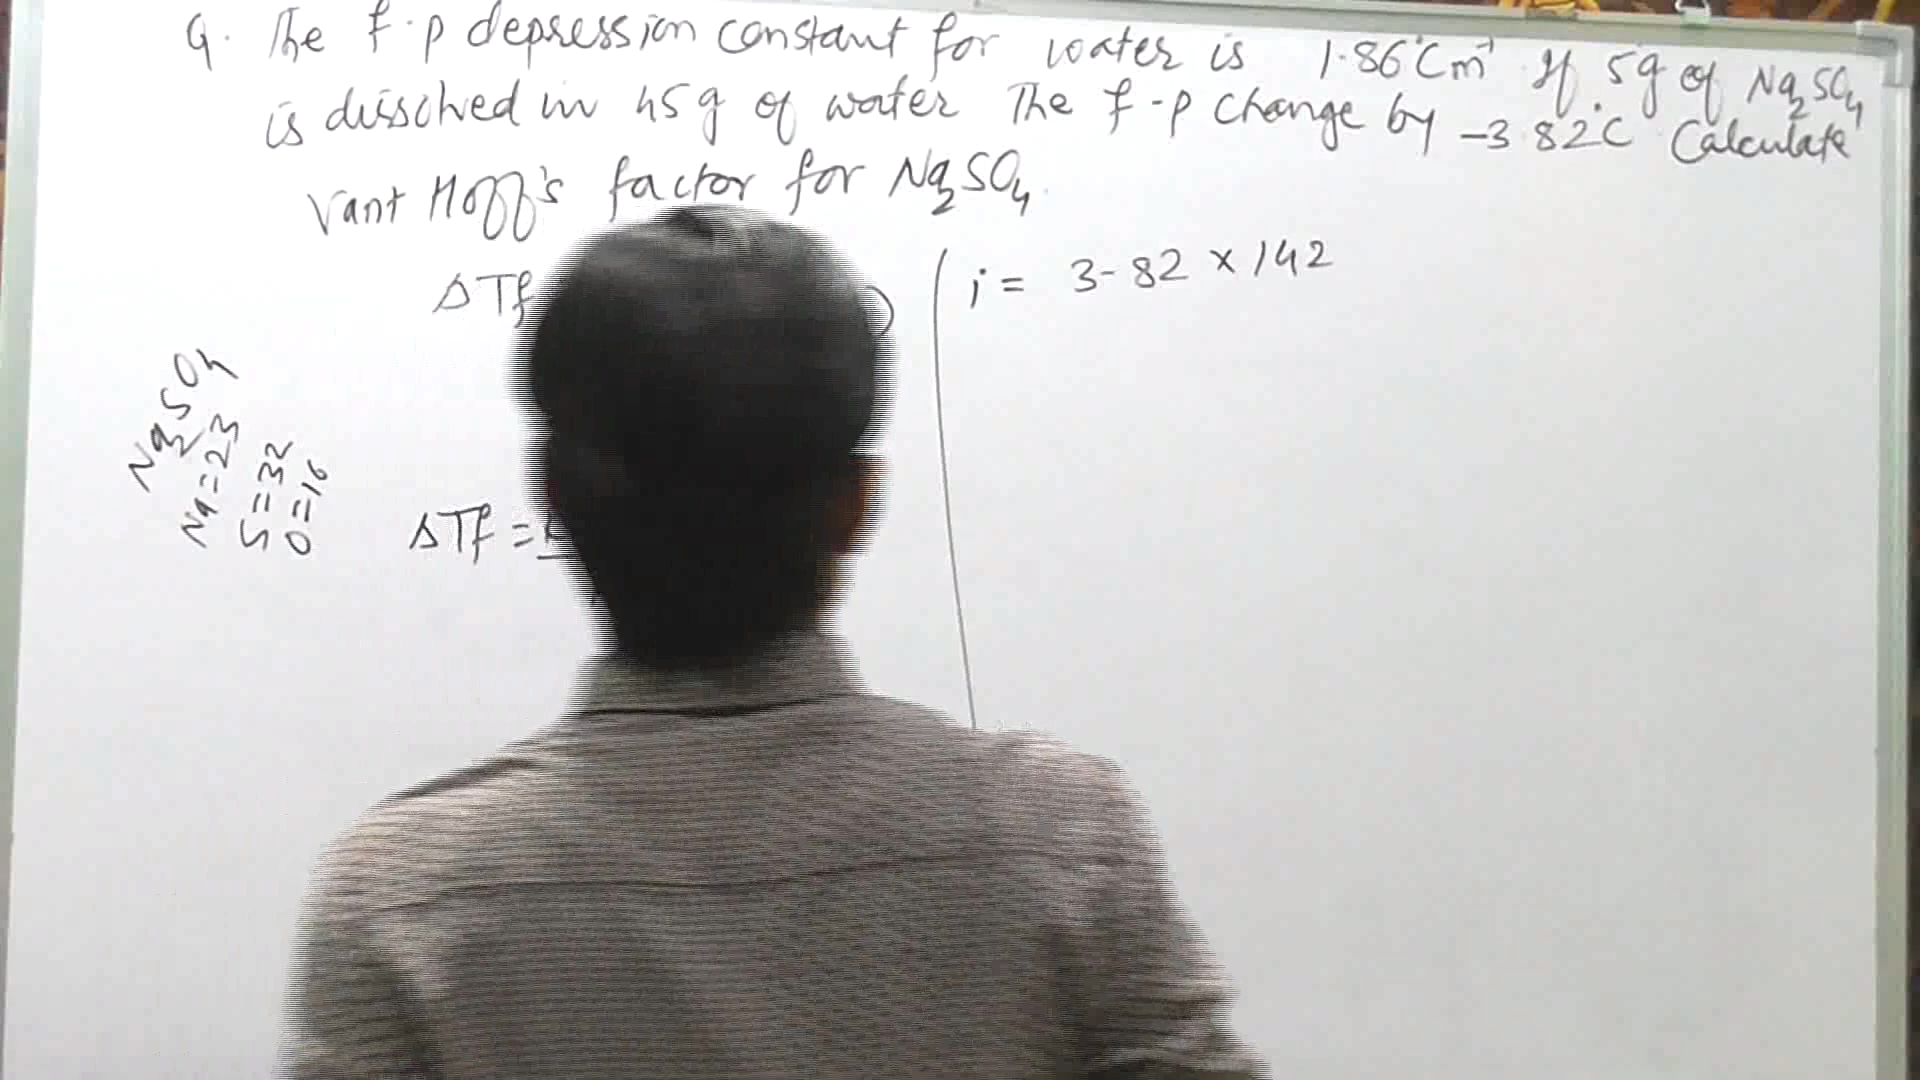 Q. The f.p depression constant for water is 1.86°Cm⁻¹ If 5g of Na₂SO₄
is dissolved in 45g of water The f-p change by -3.82°C Calculate
Vant Hoff's factor for Na₂SO₄.
ΔTf
i = 3.82 × 142
Na₂SO₄
Na=23
S=32
O=16
ΔTf =